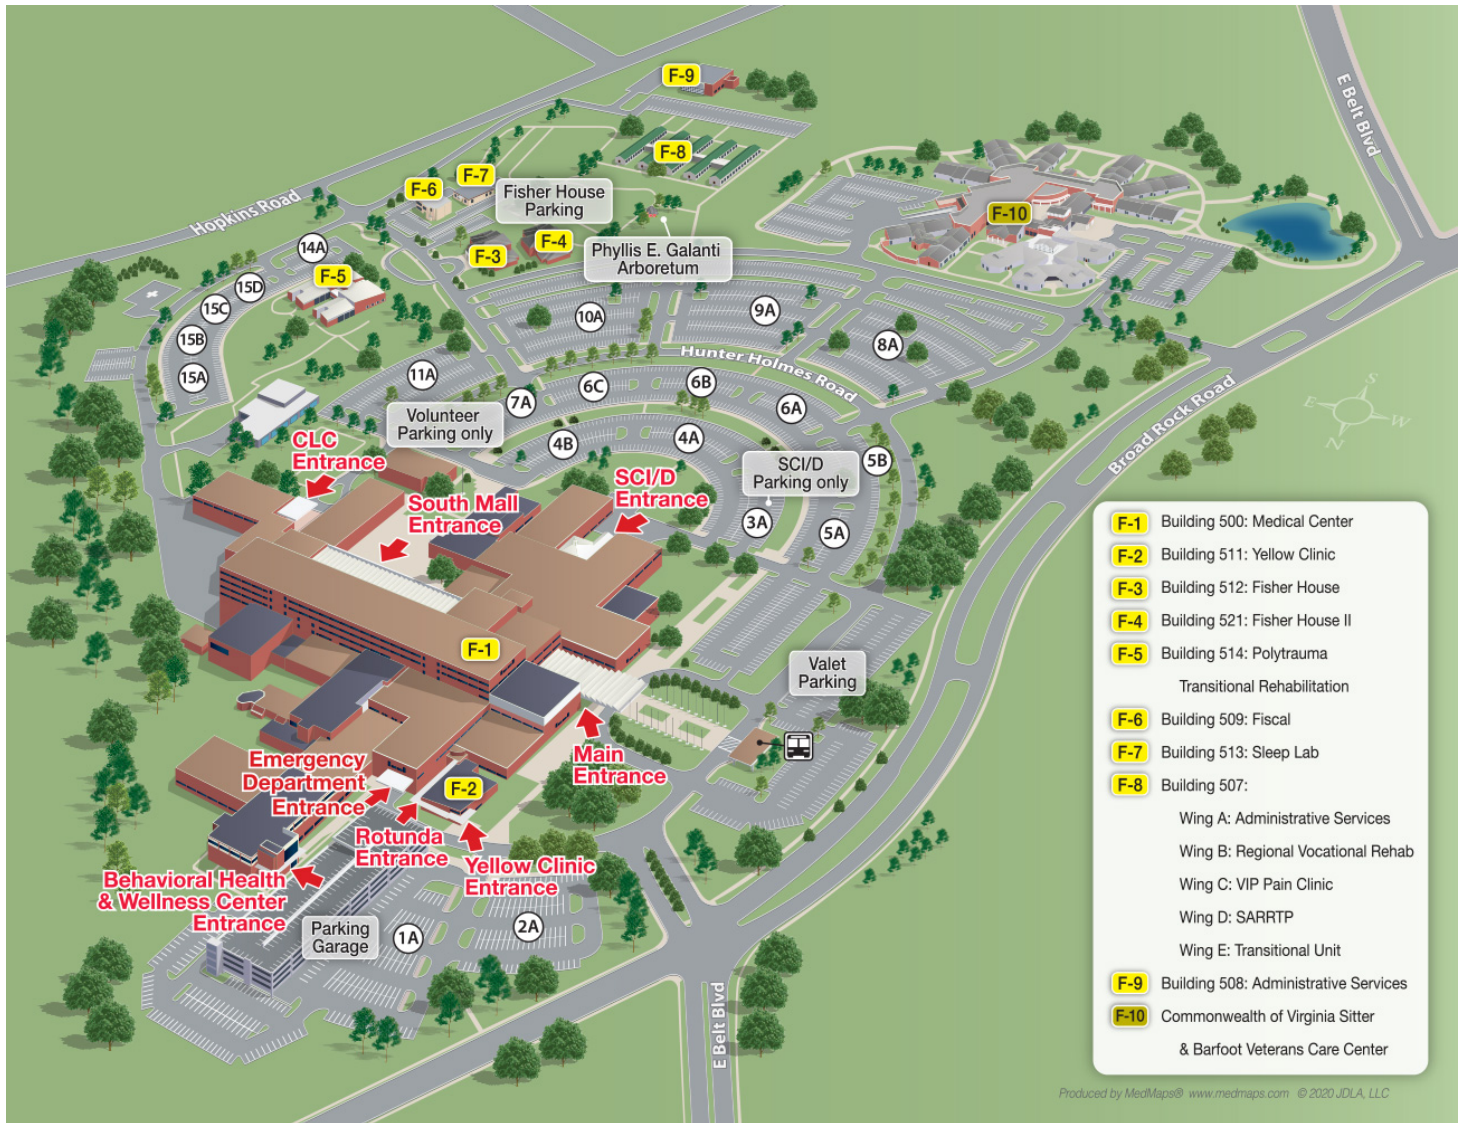 F-9
E Belt Blvd
F-8
F-7
F-6
Fisher House
Parking
Hopkins Road
F-10
F-4
F-3
Phyllis E. Galanti
Arboretum
14A
F-5
15D
15C
15B
15A
10A
9A
8A
Hunter Holmes Road
11A
7A
6C
6B
6A
Volunteer
Parking only
4B
4A
5B
SCI/D
Parking only
3A
5A
Broad Rock Road
S
E
W
N
CLC
Entrance
South Mall
Entrance
SCI/D
Entrance
F-1
Valet
Parking
Main
Entrance
Emergency
Department
Entrance
F-2
Rotunda
Entrance
Yellow Clinic
Entrance
Behavioral Health
& Wellness Center
Entrance
Parking
Garage
1A
2A
E Belt Blvd
F-1 Building 500: Medical Center
F-2 Building 511: Yellow Clinic
F-3 Building 512: Fisher House
F-4 Building 521: Fisher House II
F-5 Building 514: Polytrauma
Transitional Rehabilitation
F-6 Building 509: Fiscal
F-7 Building 513: Sleep Lab
F-8 Building 507:
Wing A: Administrative Services
Wing B: Regional Vocational Rehab
Wing C: VIP Pain Clinic
Wing D: SARRTP
Wing E: Transitional Unit
F-9 Building 508: Administrative Services
F-10 Commonwealth of Virginia Sitter
& Barfoot Veterans Care Center
Produced by MedMaps® www.medmaps.com © 2020 JDLA, LLC